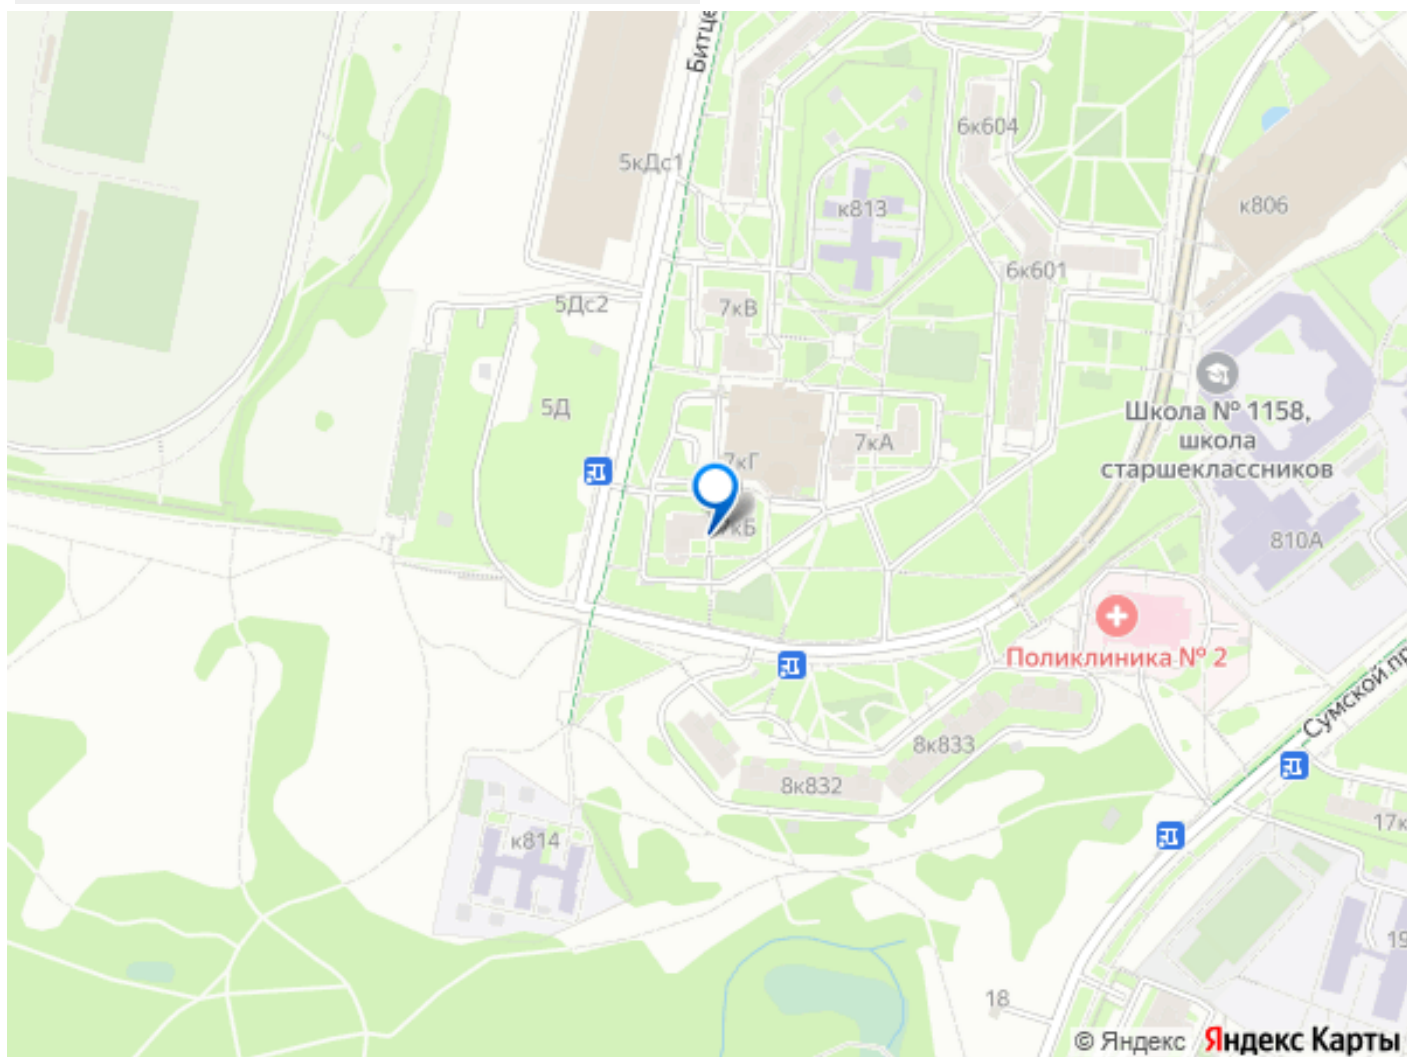 Битце
6к604
5кДс1
к813
к806
6к601
5Дс2
7кВ
5Д
Школа № 1158,
школа
старшеклассников
7кА
7кГ
7кБ
810А
Поликлиника № 2
Сумской пр
8к833
8к832
17к
к814
19
18
© Яндекс Яндекс Карты